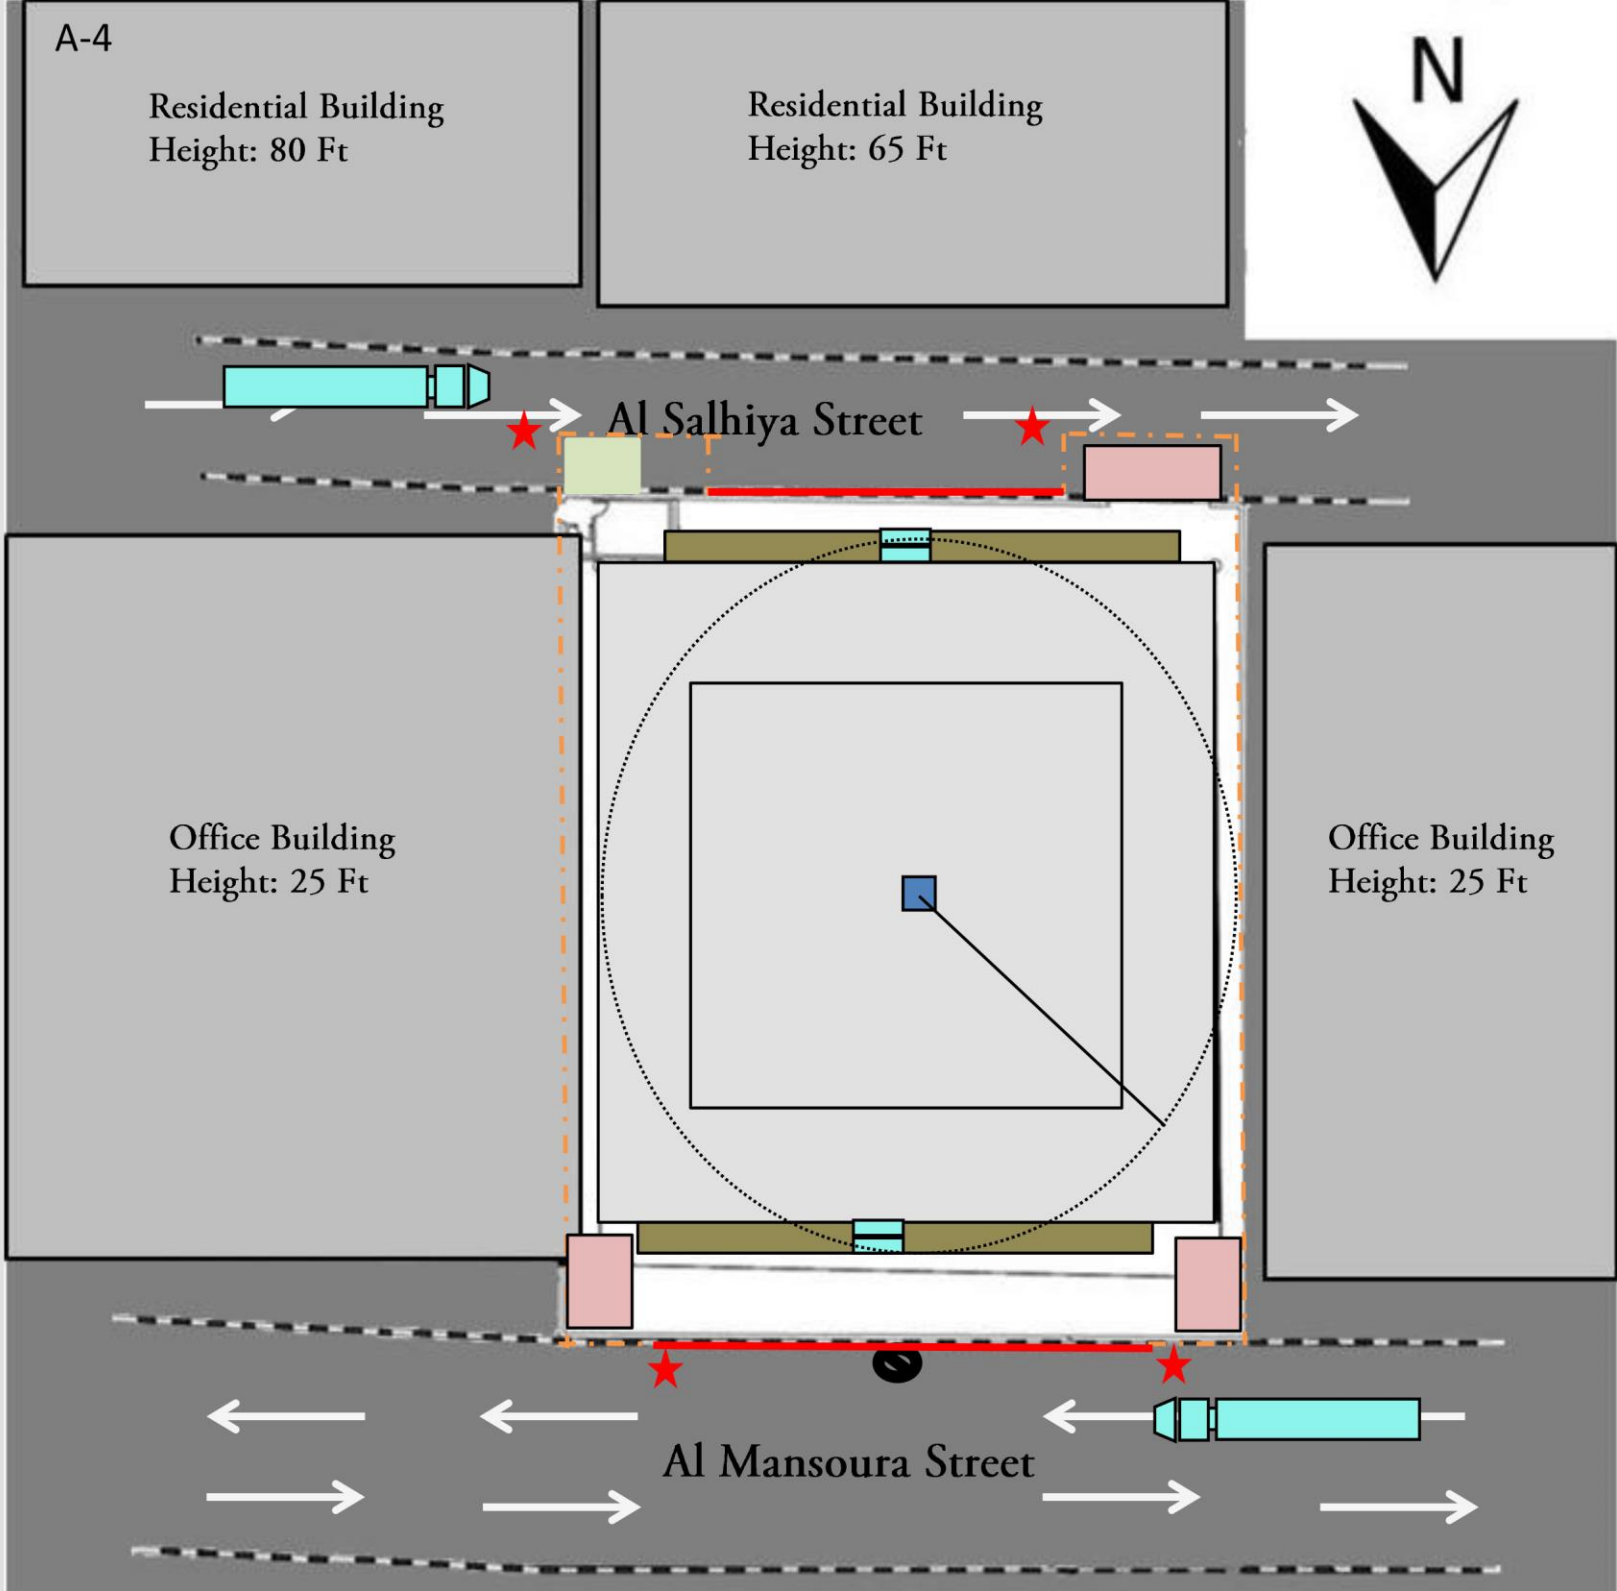 A-4
Residential Building
Height: 80 Ft
Residential Building
Height: 65 Ft
N
Al Salhiya Street
Office Building
Height: 25 Ft
Office Building
Height: 25 Ft
Al Mansoura Street